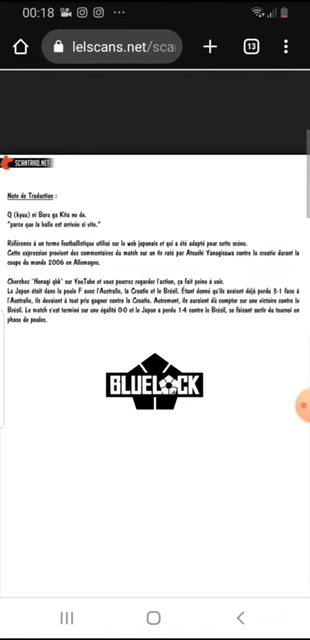 00:18
lelscans.net/sca
13
SCANTRAD.NET
Note de Traduction :
Q (kyuu) ni Boru ga Kita no de.
"parce que la balle est arrivée si vite."
Référence à un terme footballistique utilisé sur le web japonais et qui a été adapté pour cette scène.
Cette expression provient des commentaires du match sur un tir raté par Atsushi Yanagisawa contre la croatie durant la
coupe du monde 2006 en Allemagne.
Cherchez "Henagi qbk" sur YouTube et vous pourrez regarder l'action, ça fait peine à voir.
Le Japon était dans la poule F avec l'Australie, la Croatie et le Brésil. Étant donné qu'ils avaient déjà perdu 3-1 face à
l'Australie, ils devaient à tout prix gagner contre la Croatie. Autrement, ils auraient dû compter sur une victoire contre le
Brésil. Le match s'est terminé sur une égalité 0-0 et le Japon a perdu 1-4 contre le Brésil, se faisant sortir du tournoi en
phase de poules.
BLUELOCK